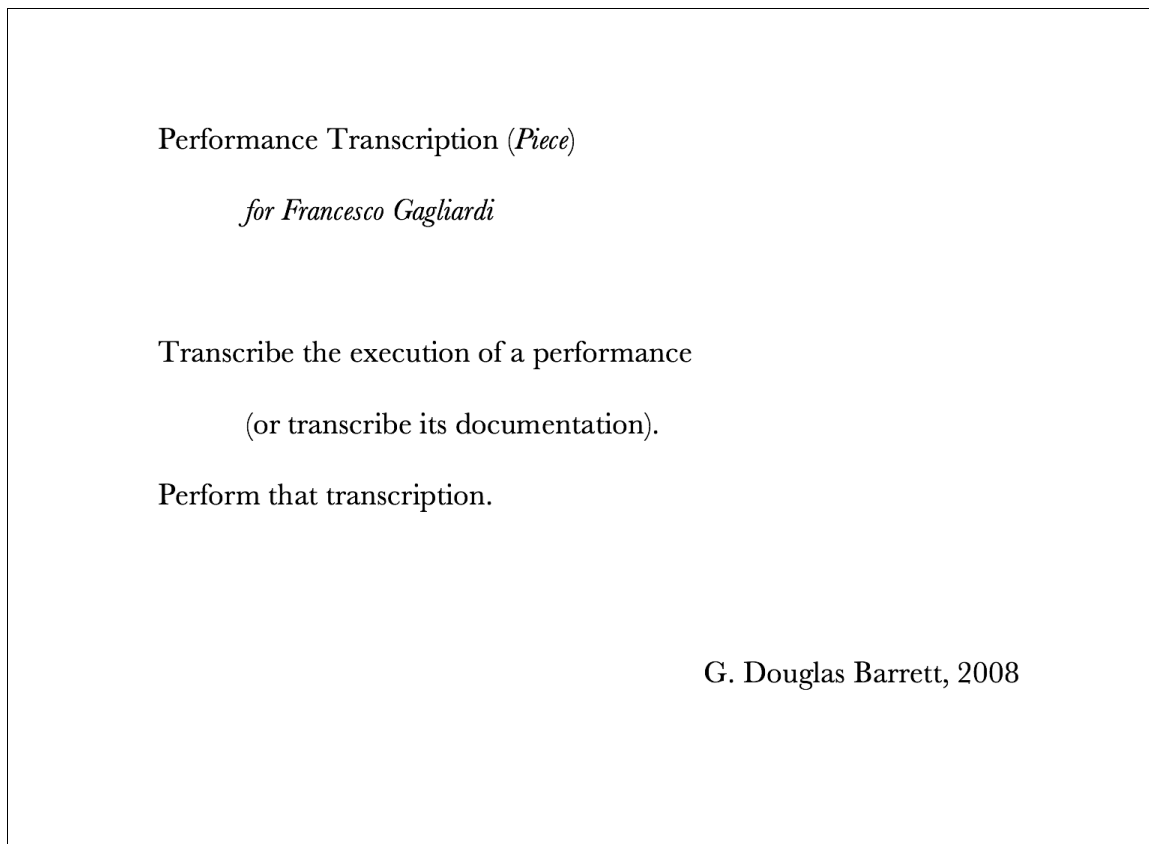 Performance Transcription (Piece)
for Francesco Gagliardi
Transcribe the execution of a performance
(or transcribe its documentation).
Perform that transcription.
G. Douglas Barrett, 2008